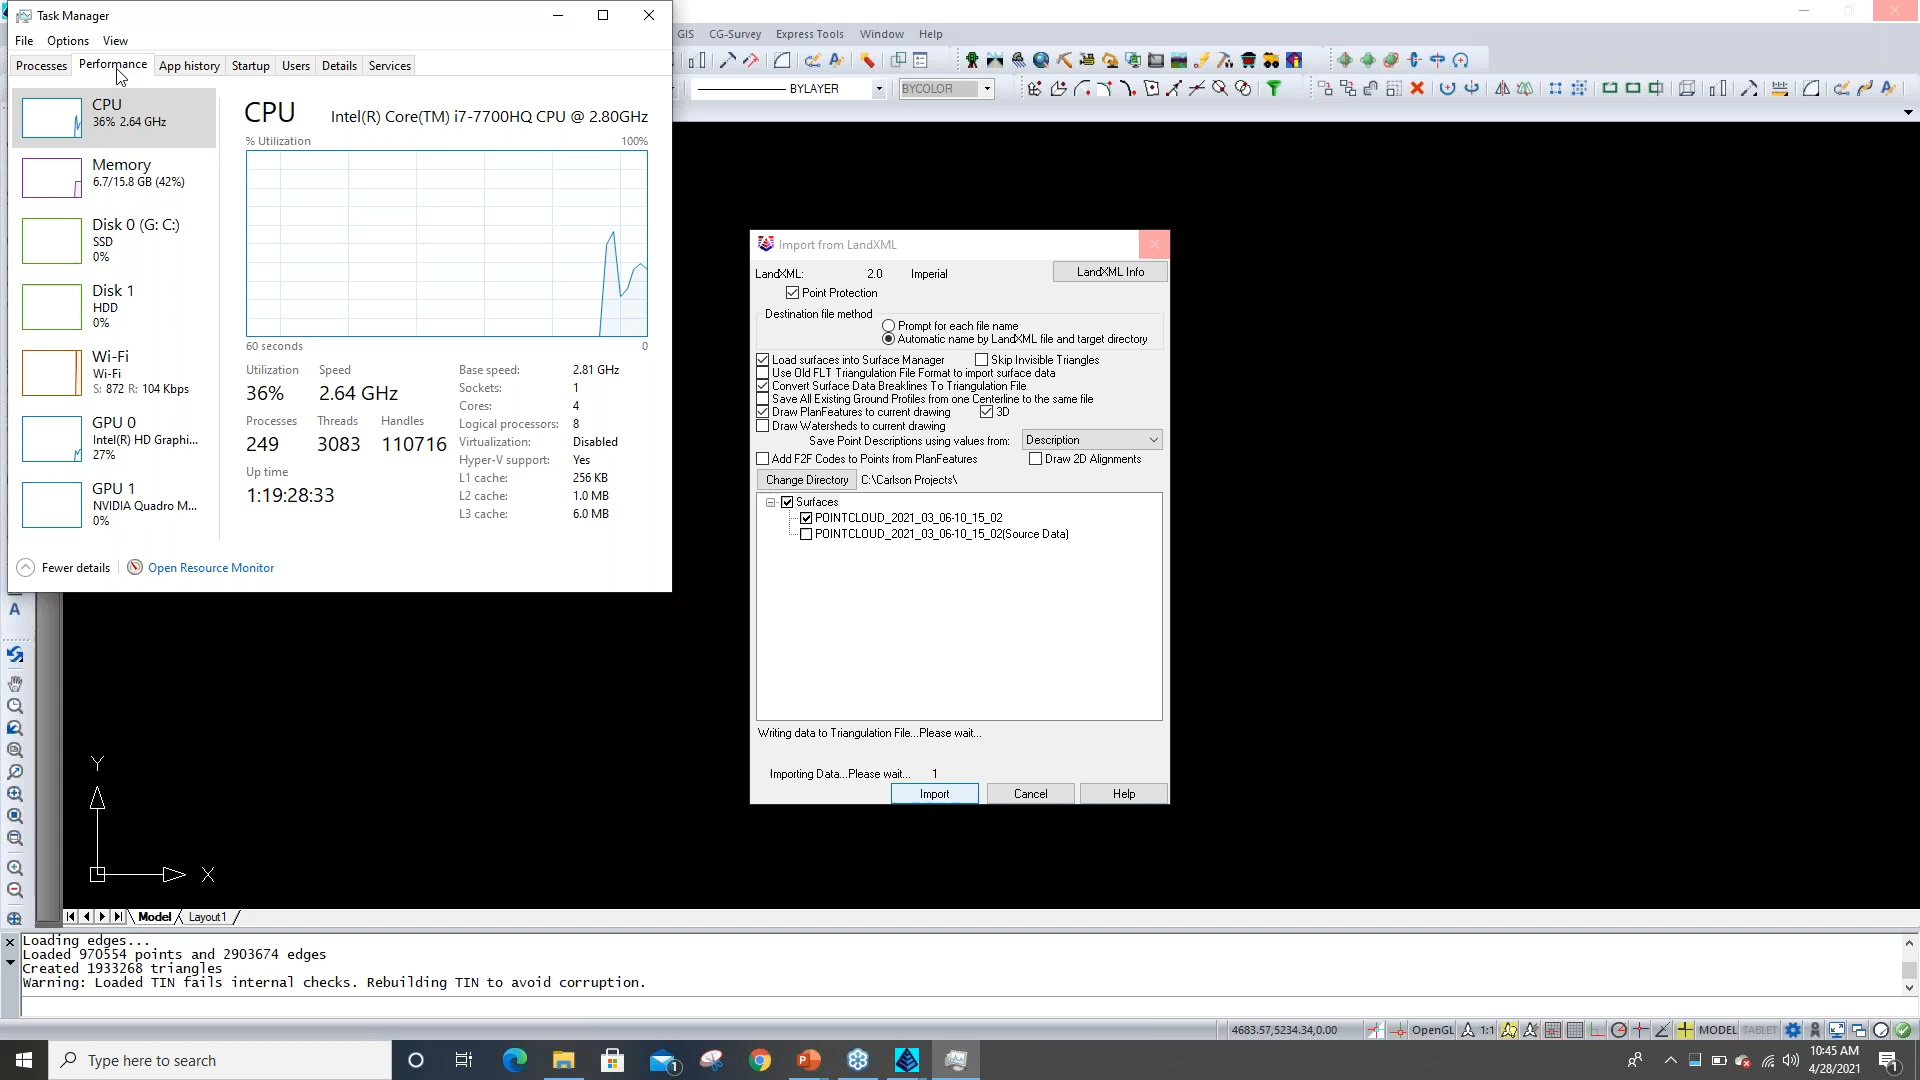 Task Manager
File Options View
Processes Performance App history Startup Users Details Services
CPU
36% 2.64 GHz
Memory
6.7/15.8 GB (42%)
Disk 0 (G: C:)
SSD
0%
Disk 1
HDD
0%
Wi-Fi
Wi-Fi
S: 872 R: 104 Kbps
GPU 0
Intel(R) HD Graphi...
27%
GPU 1
NVIDIA Quadro M...
0%
CPU Intel(R) Core(TM) i7-7700HQ CPU @ 2.80GHz
% Utilization 100%
60 seconds 0
Utilization Speed
36% 2.64 GHz
Processes Threads Handles
249 3083 110716
Up time
1:19:28:33
Base speed: 2.81 GHz
Sockets: 1
Cores: 4
Logical processors: 8
Virtualization: Disabled
Hyper-V support: Yes
L1 cache: 256 KB
L2 cache: 1.0 MB
L3 cache: 6.0 MB
Fewer details Open Resource Monitor
GIS CG-Survey Express Tools Window Help
BYLAYER BYCOLOR
Import from LandXML
LandXML: 2.0 Imperial LandXML Info
Point Protection
Destination file method
Prompt for each file name
Automatic name by LandXML file and target directory
Load surfaces into Surface Manager Skip Invisible Triangles
Use Old FLT Triangulation File Format to import surface data
Convert Surface Data Breaklines To Triangulation File
Save All Existing Ground Profiles from one Centerline to the same file
Draw PlanFeatures to current drawing 3D
Draw Watersheds to current drawing
Save Point Descriptions using values from: Description
Add F2F Codes to Points from PlanFeatures Draw 2D Alignments
Change Directory C:\Carlson Projects\
Surfaces
POINTCLOUD_2021_03_06-10_15_02
POINTCLOUD_2021_03_06-10_15_02(Source Data)
Writing data to Triangulation File...Please wait...
Importing Data...Please wait... 1
Import Cancel Help
A
Y
X
Model Layout1
Loading edges...
Loaded 970554 points and 2903674 edges
Created 1933268 triangles
Warning: Loaded TIN fails internal checks. Rebuilding TIN to avoid corruption.
4683.57,5234.34,0.00 OpenGL 1:1 MODEL TABLET
Type here to search
1
10:45 AM
4/28/2021
1